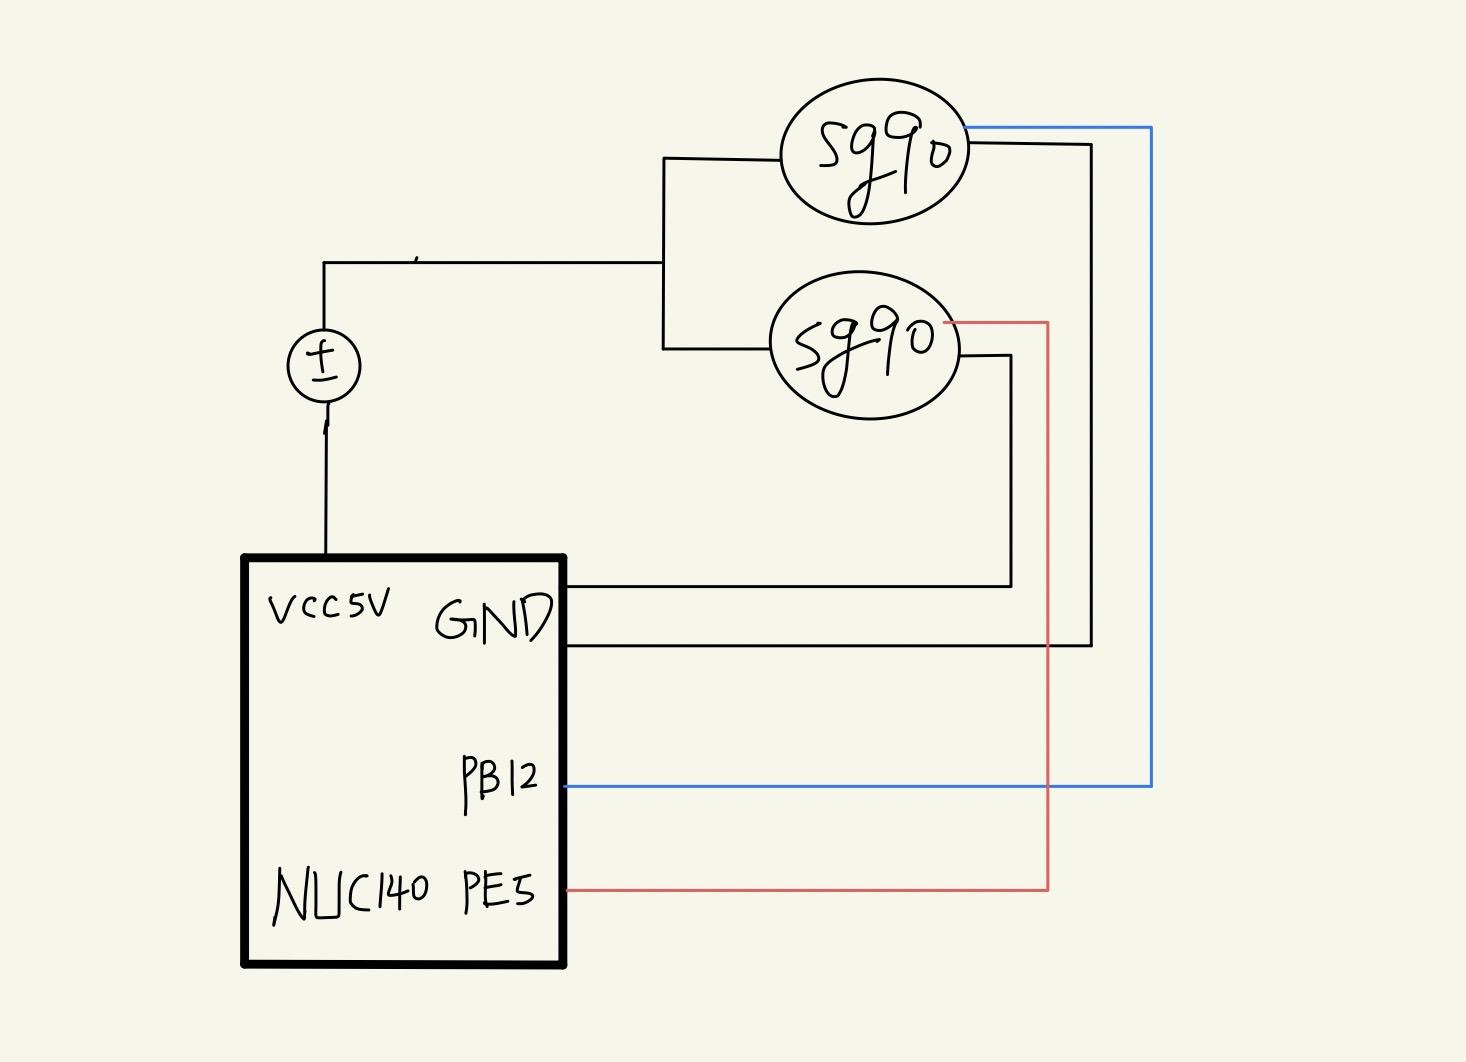 sg90
sg90
±
VCC5V GND
PB12
NUC140 PE5